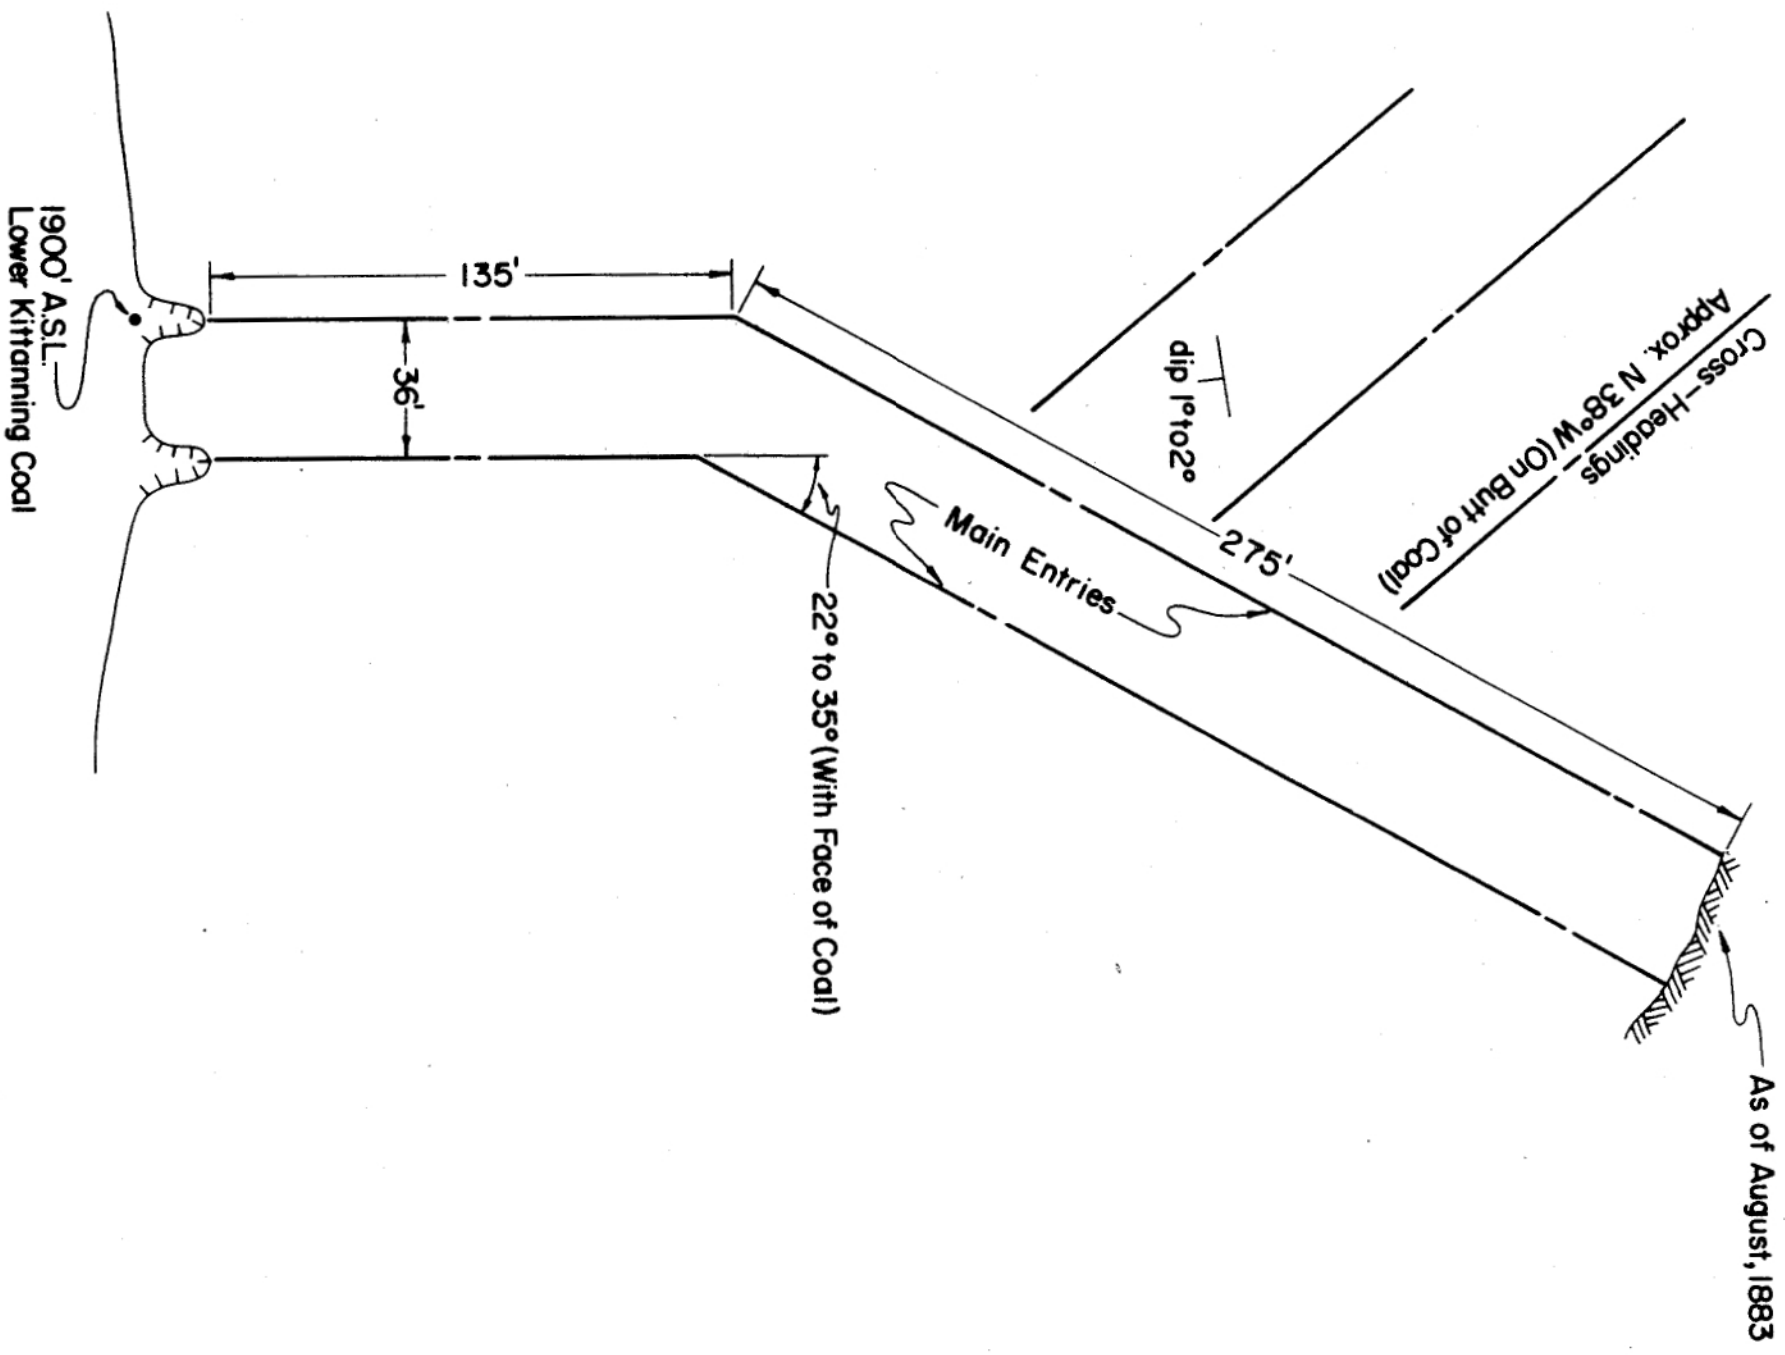 1900' A.S.L.
Lower Kittanning Coal
135'
36'
dip 1° to 2°
Cross-Headings
Approx. N 38° W (On Butt of Coal)
275'
Main Entries
22° to 35° (With Face of Coal)
As of August, 1883